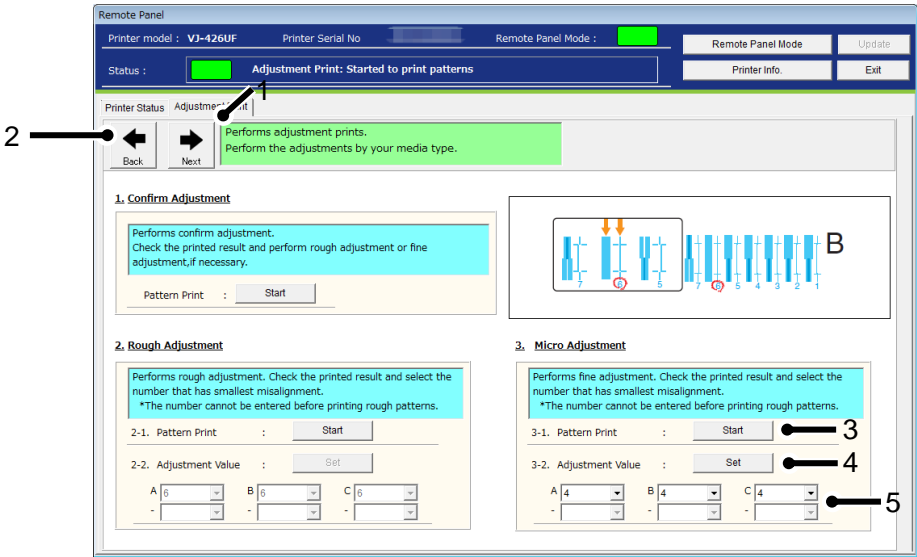 Remote Panel
Printer model : VJ-426UF Printer Serial No Remote Panel Mode :
Remote Panel Mode Update
Status : Adjustment Print: Started to print patterns
Printer Info. Exit
1
Printer Status Adjustment
2
Back Next
Performs adjustment prints.
Perform the adjustments by your media type.
1. Confirm Adjustment
Performs confirm adjustment.
Check the printed result and perform rough adjustment or fine
adjustment,if necessary.
Pattern Print : Start
7 6 5 7 6 5 4 3 2 1
B
2. Rough Adjustment
Performs rough adjustment. Check the printed result and select the
number that has smallest misalignment.
*The number cannot be entered before printing rough patterns.
2-1. Pattern Print : Start
2-2. Adjustment Value : Set
A 6 B 6 C 6
- - -
3. Micro Adjustment
Performs fine adjustment. Check the printed result and select the
number that has smallest misalignment.
*The number cannot be entered before printing rough patterns.
3-1. Pattern Print : Start 3
3-2. Adjustment Value : Set 4
A 4 B 4 C 4
- - -
5